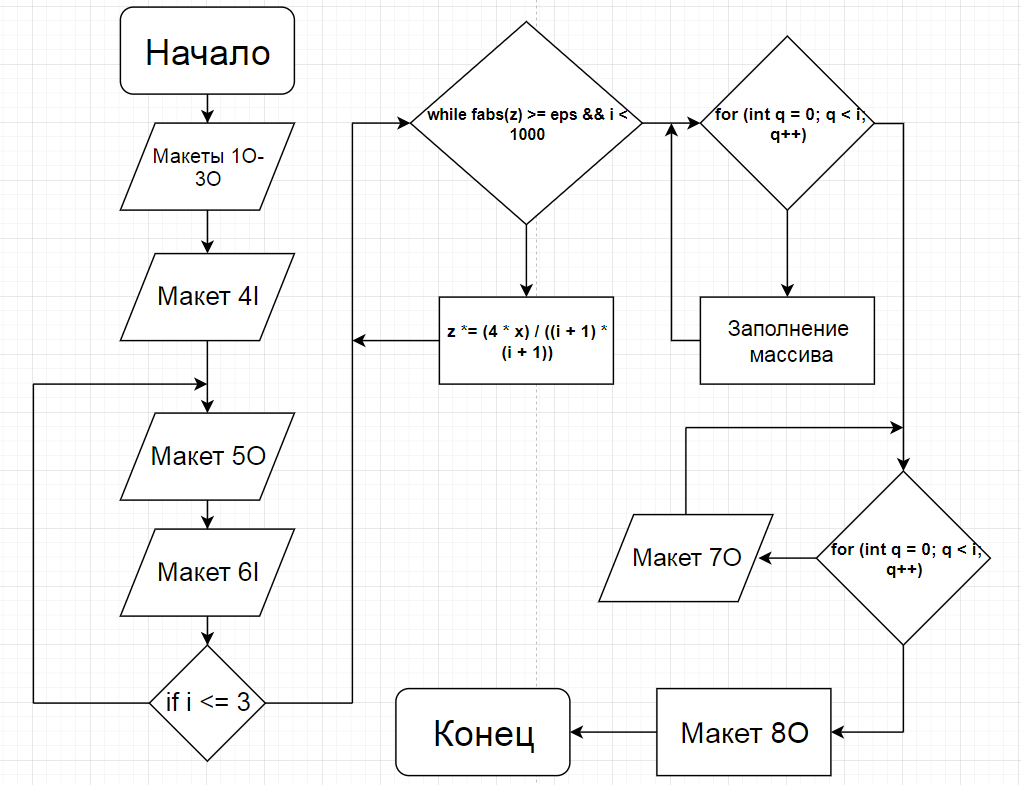 Начало
Макеты 1О-
3О
Макет 4I
Макет 5О
Макет 6I
if i <= 3
while fabs(z) >= eps && i <
1000
z *= (4 * x) / ((i + 1) *
(i + 1))
for (int q = 0; q < i;
q++)
Заполнение
массива
for (int q = 0; q < i;
q++)
Макет 7О
Макет 8О
Конец